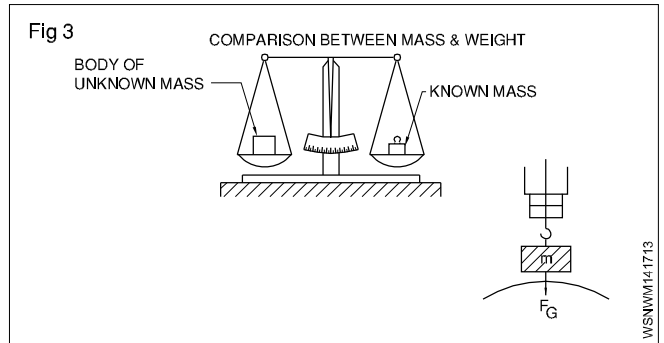 Fig 3
COMPARISON BETWEEN MASS & WEIGHT
BODY OF
UNKNOWN MASS
KNOWN MASS
m
FG
WSNWM141713